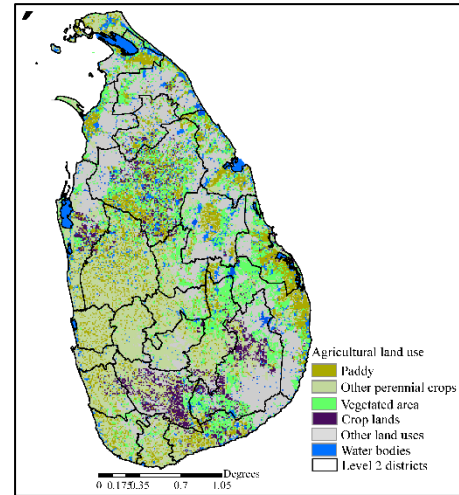 Agricultural land use
Paddy
Other perennial crops
Vegetated area
Crop lands
Other land uses
Water bodies
Level 2 districts
Degrees
0 0.1750.35 0.7 1.05